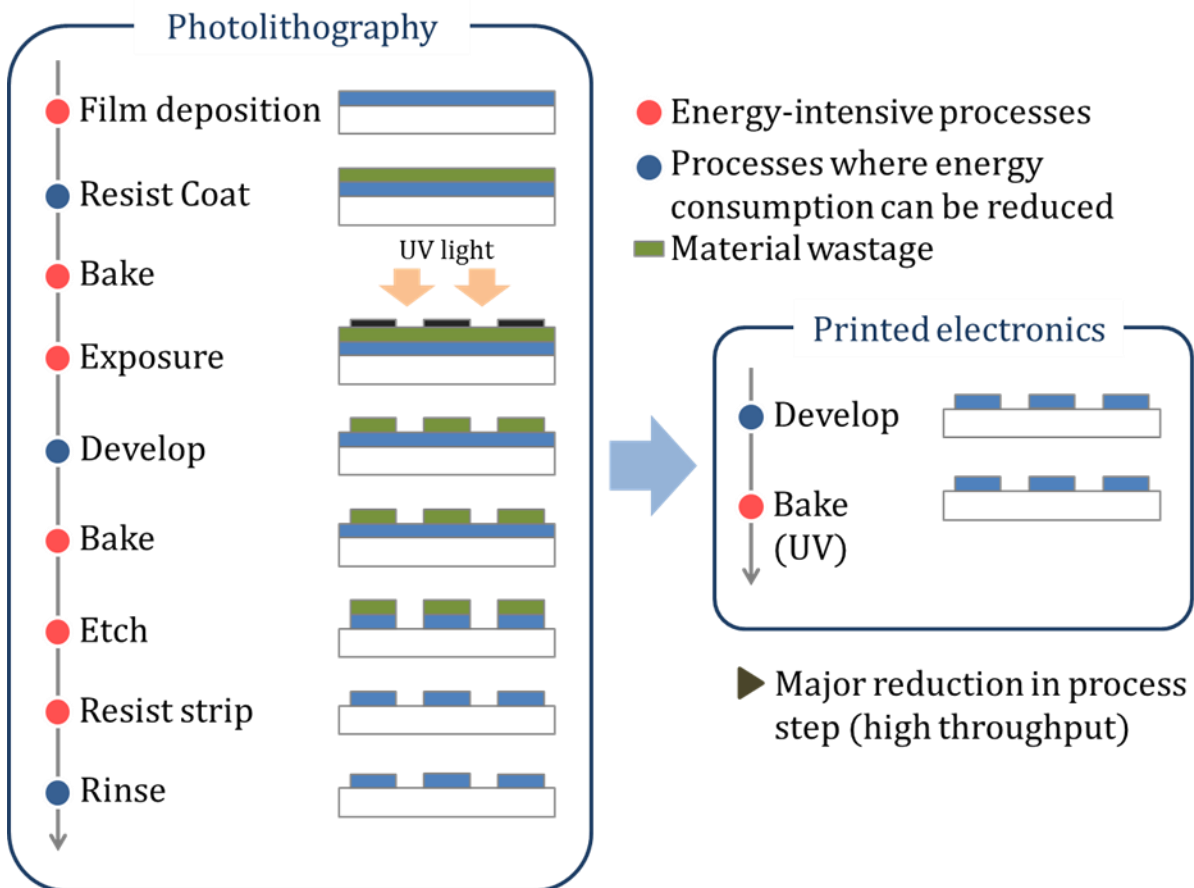 Photolithography
Film deposition
Resist Coat
UV light
Bake
Exposure
Develop
Bake
Etch
Resist strip
Rinse
Energy-intensive processes
Processes where energy
consumption can be reduced
Material wastage
Printed electronics
Develop
Bake
(UV)
Major reduction in process
step (high throughput)